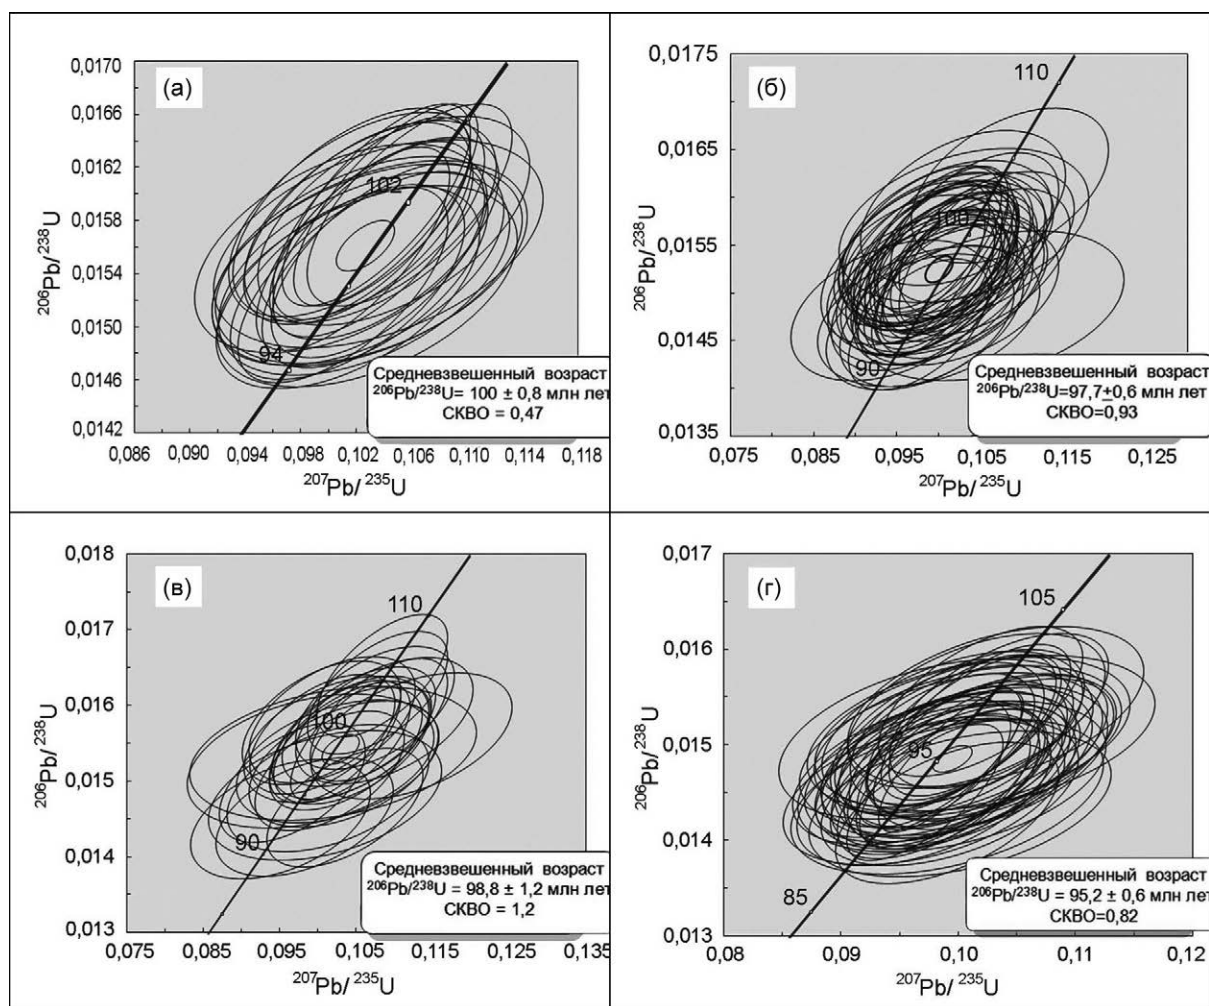 (а)
0,0170
0,0166
0,0162
0,0158
0,0154
0,0150
0,0146
0,0142
206Pb/238U
102
94
Средневзвешенный возраст
206Pb/238U= 100 ± 0,8 млн лет
СКВО = 0,47
0,086 0,090 0,094 0,098 0,102 0,106 0,110 0,114 0,118
207Pb/ 235U
(б)
0,0175
0,0165
0,0155
0,0145
0,0135
206Pb/238U
110
100
90
Средневзвешенный возраст
206Pb/238U=97,7±0,6 млн лет
СКВО=0,93
0,075 0,085 0,095 0,105 0,115 0,125
207Pb/ 235U
(в)
0,018
0,017
0,016
0,015
0,014
0,013
206Pb/238U
110
100
90
Средневзвешенный возраст
206Pb/238U = 98,8 ± 1,2 млн лет
СКВО = 1,2
0,075 0,085 0,095 0,105 0,115 0,125 0,135
207Pb/ 235U
(г)
0,017
0,016
0,015
0,014
0,013
206Pb/238U
105
95
85
Средневзвешенный возраст
206Pb/238U = 95,2 ± 0,6 млн лет
СКВО=0,82
0,08 0,09 0,10 0,11 0,12
207Pb/ 235U